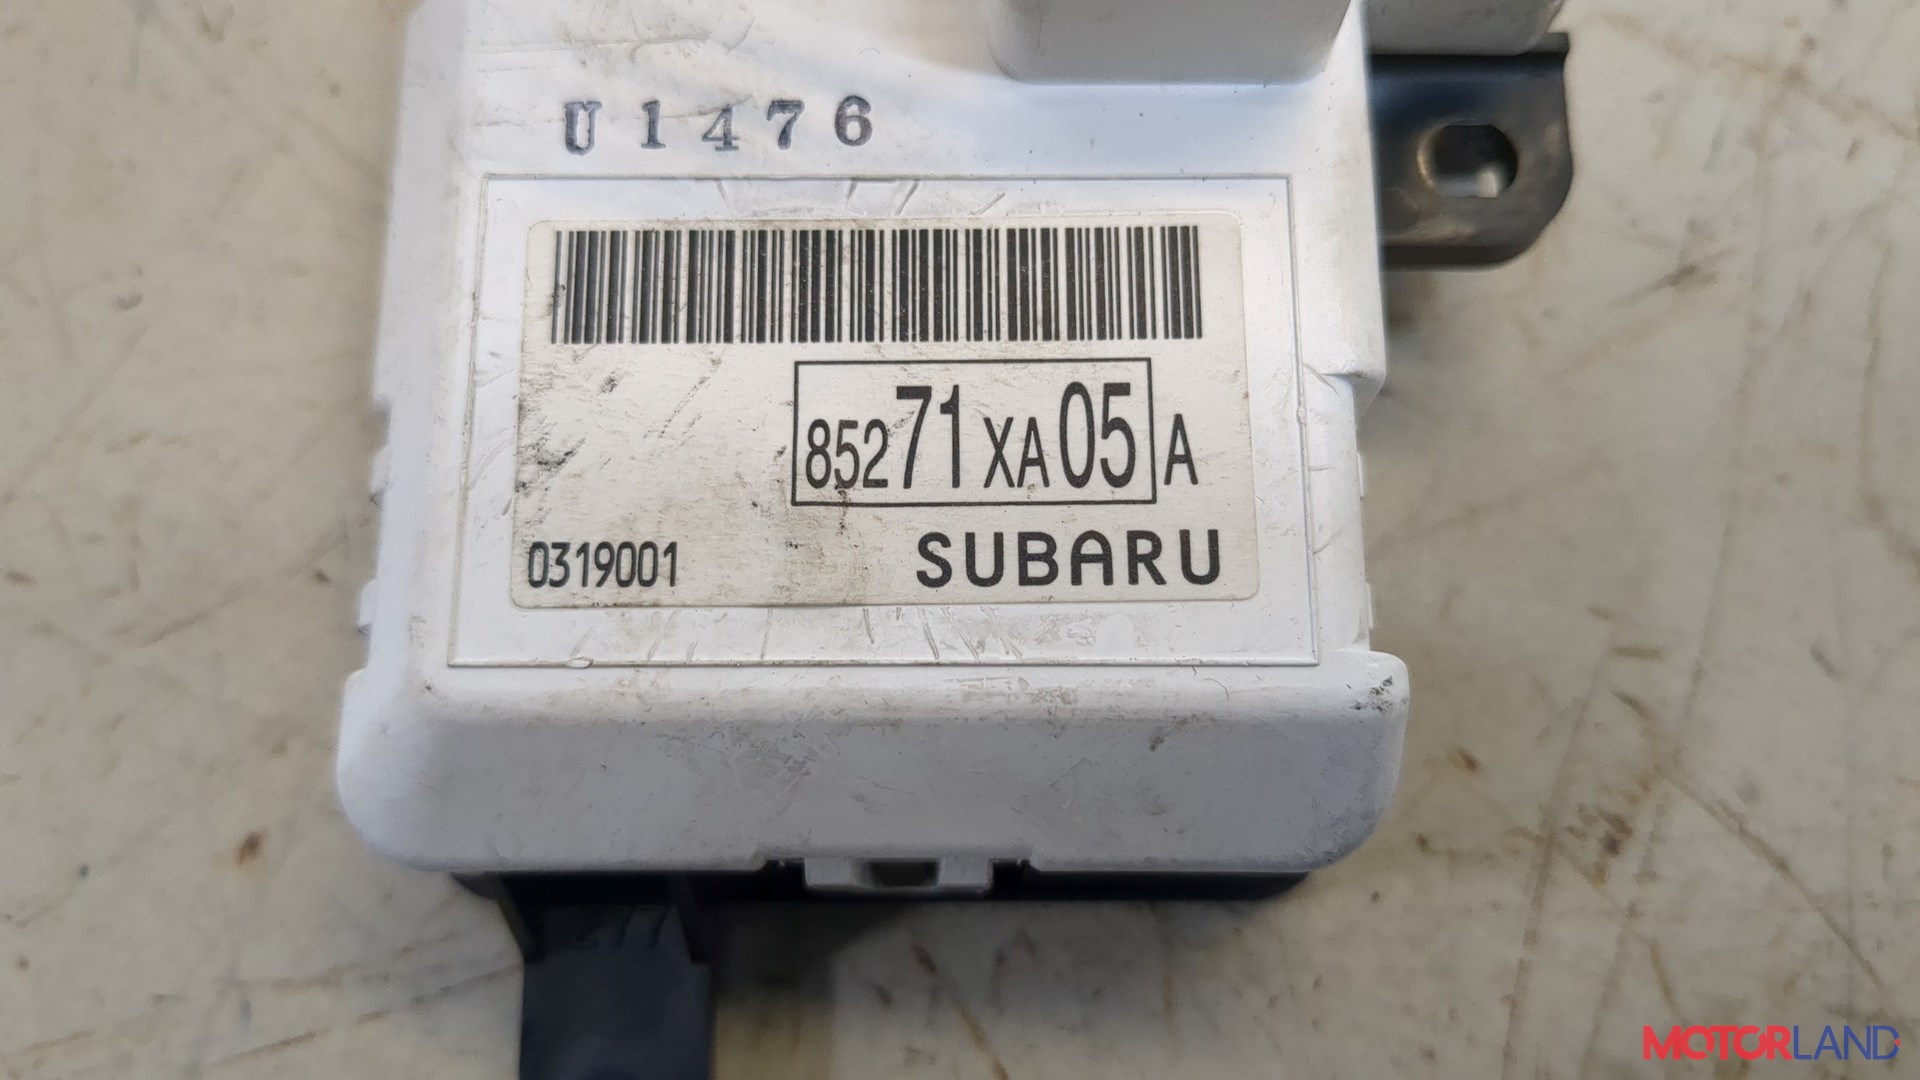 U1476
85271XA05A
0319001
SUBARU
MOTORLAND